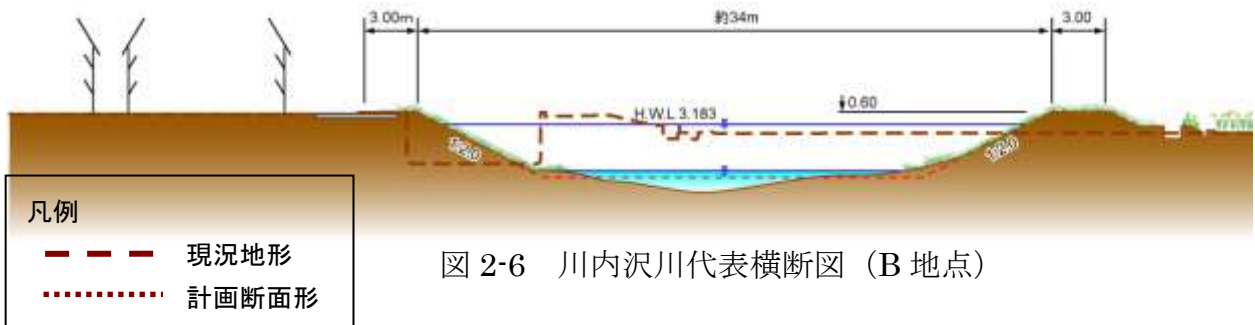 3.00m
約34m
3.00
H.W.L 3.183
0.60
1:2.0
1:2.0
凡例
現況地形
計画断面形
図 2-6 川内沢川代表横断図（B 地点）